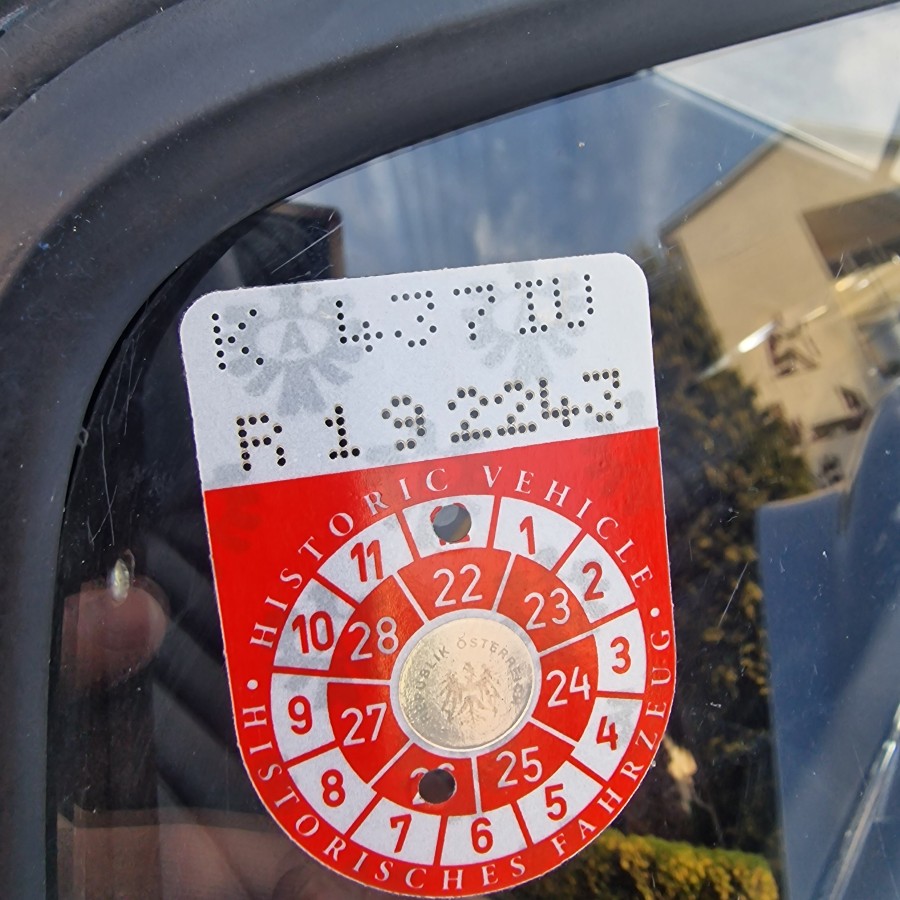 K 437IU
R192243
HISTORIC VEHICLE
HISTORISCHES FAHRZEUG
1
2
3
4
5
6
7
8
9
10
11
22
23
24
25
27
28
REPUBLIK ÖSTERREICH
A